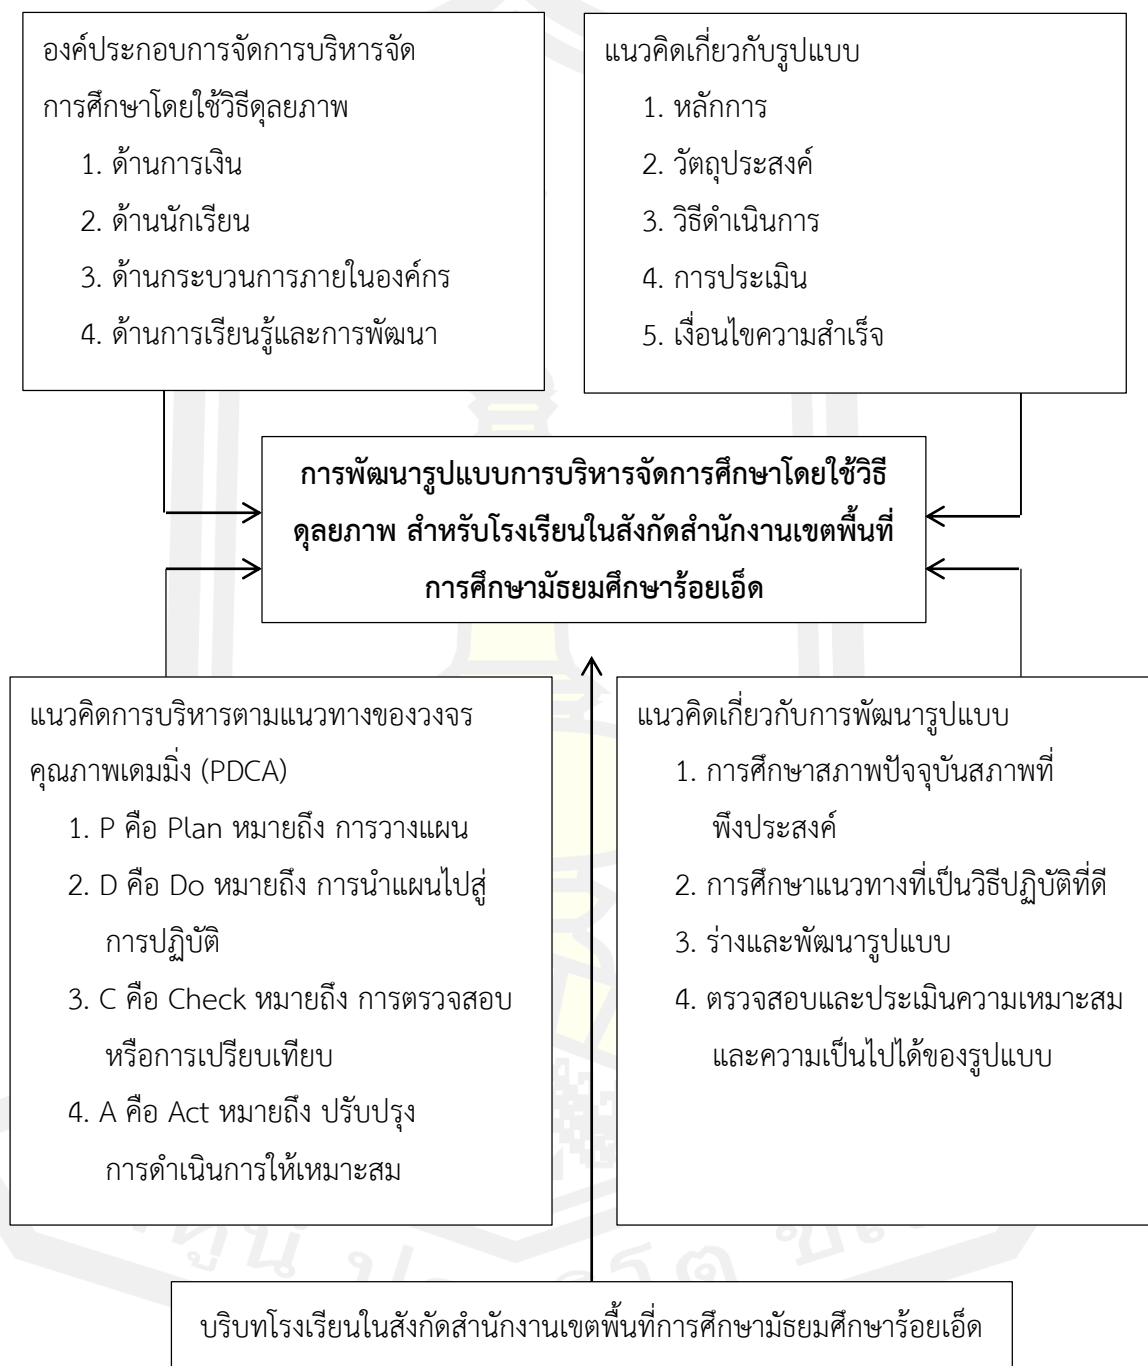 องค์ประกอบการจัดการบริหารจัด
การศึกษาโดยใช้วิธีดุลยภาพ
1. ด้านการเงิน
2. ด้านนักเรียน
3. ด้านกระบวนการภายในองค์กร
4. ด้านการเรียนรู้และการพัฒนา
แนวคิดเกี่ยวกับรูปแบบ
1. หลักการ
2. วัตถุประสงค์
3. วิธีดำเนินการ
4. การประเมิน
5. เงื่อนไขความสำเร็จ
การพัฒนารูปแบบการบริหารจัดการศึกษาโดยใช้วิธี
ดุลยภาพ สำหรับโรงเรียนในสังกัดสำนักงานเขตพื้นที่
การศึกษามัธยมศึกษาร้อยเอ็ด
แนวคิดการบริหารตามแนวทางของวงจร
คุณภาพเดมมิ่ง (PDCA)
1. P คือ Plan หมายถึง การวางแผน
2. D คือ Do หมายถึง การนำแผนไปสู่
การปฏิบัติ
3. C คือ Check หมายถึง การตรวจสอบ
หรือการเปรียบเทียบ
4. A คือ Act หมายถึง ปรับปรุง
การดำเนินการให้เหมาะสม
แนวคิดเกี่ยวกับการพัฒนารูปแบบ
1. การศึกษาสภาพปัจจุบันสภาพที่
พึงประสงค์
2. การศึกษาแนวทางที่เป็นวิธีปฏิบัติที่ดี
3. ร่างและพัฒนารูปแบบ
4. ตรวจสอบและประเมินความเหมาะสม
และความเป็นไปได้ของรูปแบบ
บริบทโรงเรียนในสังกัดสำนักงานเขตพื้นที่การศึกษามัธยมศึกษาร้อยเอ็ด